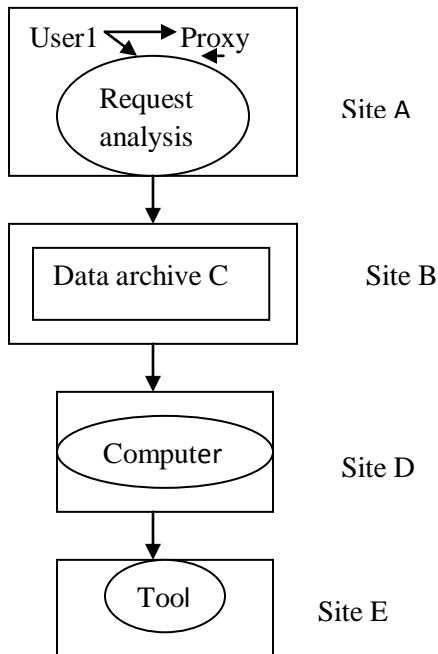 User1 Proxy
Request
analysis
Site A
Data archive C
Site B
Computer
Site D
Tool
Site E